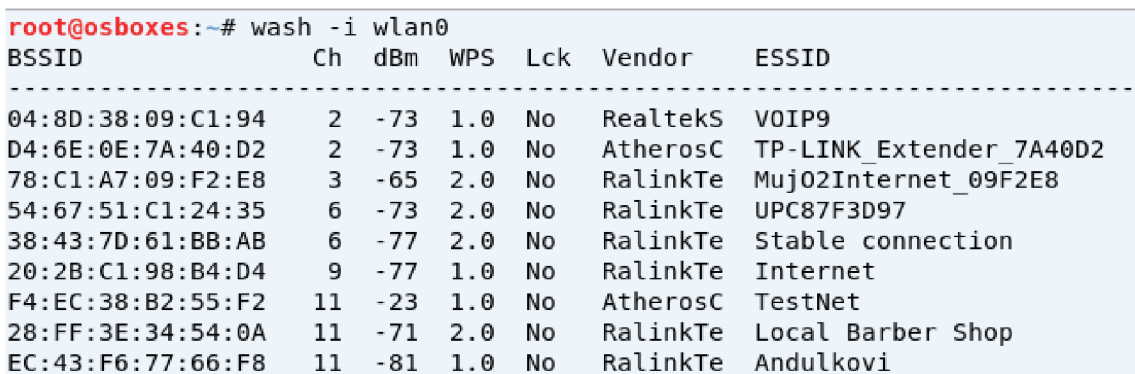 root@osboxes:~# wash -i wlan0
BSSID               Ch  dBm  WPS  Lck  Vendor    ESSID
--------------------------------------------------------------------------------
04:8D:38:09:C1:94    2  -73  1.0  No   RealtekS  VOIP9
D4:6E:0E:7A:40:D2    2  -73  1.0  No   AtherosC  TP-LINK_Extender_7A40D2
78:C1:A7:09:F2:E8    3  -65  2.0  No   RalinkTe  MujO2Internet_09F2E8
54:67:51:C1:24:35    6  -73  2.0  No   RalinkTe  UPC87F3D97
38:43:7D:61:BB:AB    6  -77  2.0  No   RalinkTe  Stable connection
20:2B:C1:98:B4:D4    9  -77  1.0  No   RalinkTe  Internet
F4:EC:38:B2:55:F2   11  -23  1.0  No   AtherosC  TestNet
28:FF:3E:34:54:0A   11  -71  2.0  No   RalinkTe  Local Barber Shop
EC:43:F6:77:66:F8   11  -81  1.0  No   RalinkTe  Andulkovi